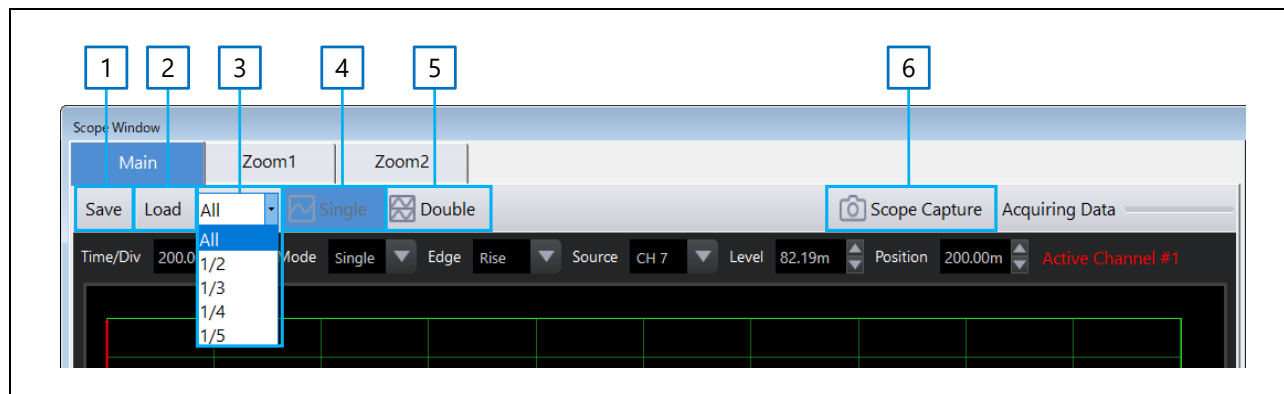 1 2 3 4 5 6
Scope Window
Main Zoom1 Zoom2
Save Load All Single Double Scope Capture Acquiring Data
All
Time/Div 200.0 Mode Single Edge Rise Source CH 7 Level 82.19m Position 200.00m Active Channel #1
1/2
1/3
1/4
1/5